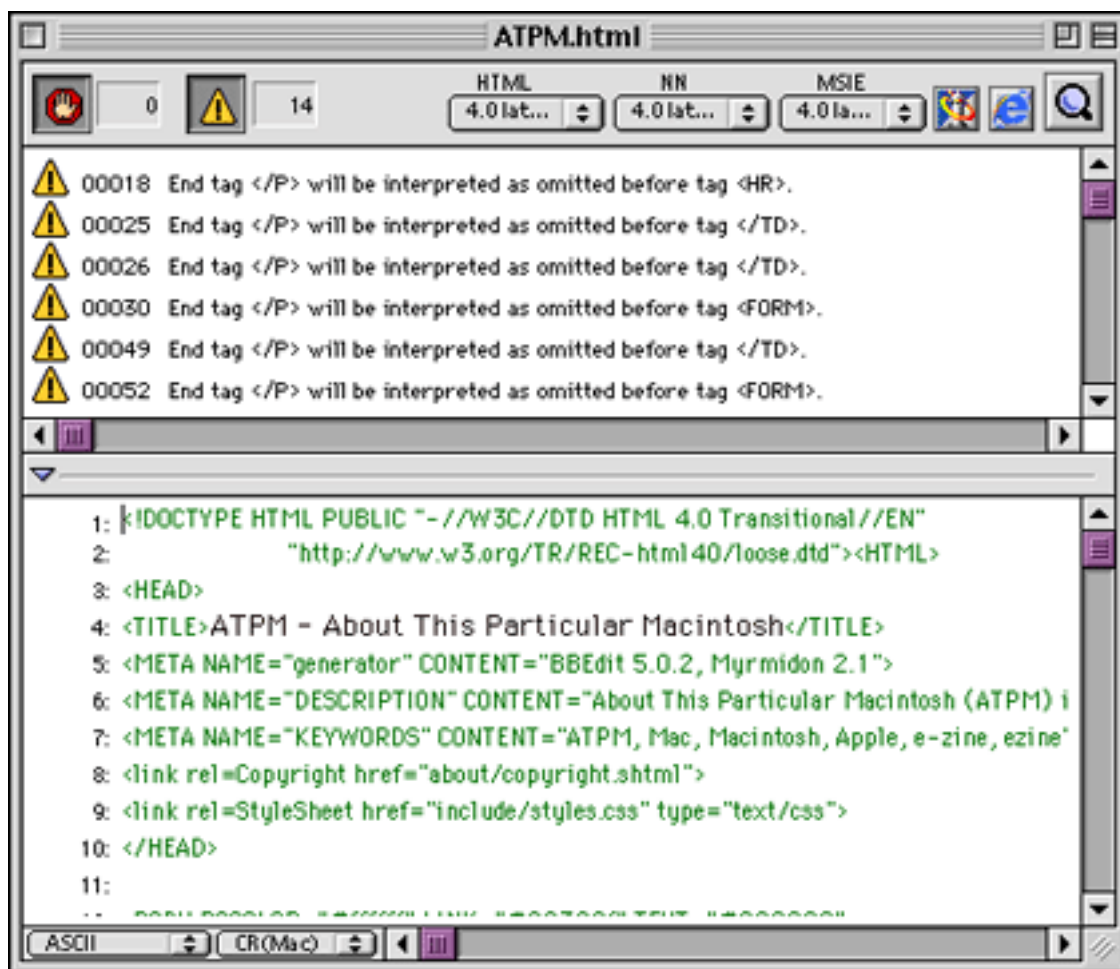 ATPM.html
HTML NN MSIE
0 14 4.0 lat... 4.0 lat... 4.0 la...
00018 End tag </P> will be interpreted as omitted before tag <HR>.
00025 End tag </P> will be interpreted as omitted before tag </TD>.
00026 End tag </P> will be interpreted as omitted before tag </TD>.
00030 End tag </P> will be interpreted as omitted before tag <FORM>.
00049 End tag </P> will be interpreted as omitted before tag </TD>.
00052 End tag </P> will be interpreted as omitted before tag <FORM>.
1: <!DOCTYPE HTML PUBLIC "-//W3C//DTD HTML 4.0 Transitional//EN"
2: "http://www.w3.org/TR/REC-html40/loose.dtd"><HTML>
3: <HEAD>
4: <TITLE>ATPM - About This Particular Macintosh</TITLE>
5: <META NAME="generator" CONTENT="BBEdit 5.0.2, Myrmidon 2.1">
6: <META NAME="DESCRIPTION" CONTENT="About This Particular Macintosh (ATPM) i
7: <META NAME="KEYWORDS" CONTENT="ATPM, Mac, Macintosh, Apple, e-zine, ezine"
8: <link rel=Copyright href="about/copyright.shtml">
9: <link rel=StyleSheet href="include/styles.css" type="text/css">
10: </HEAD>
11:
ASCII CR(Mac)